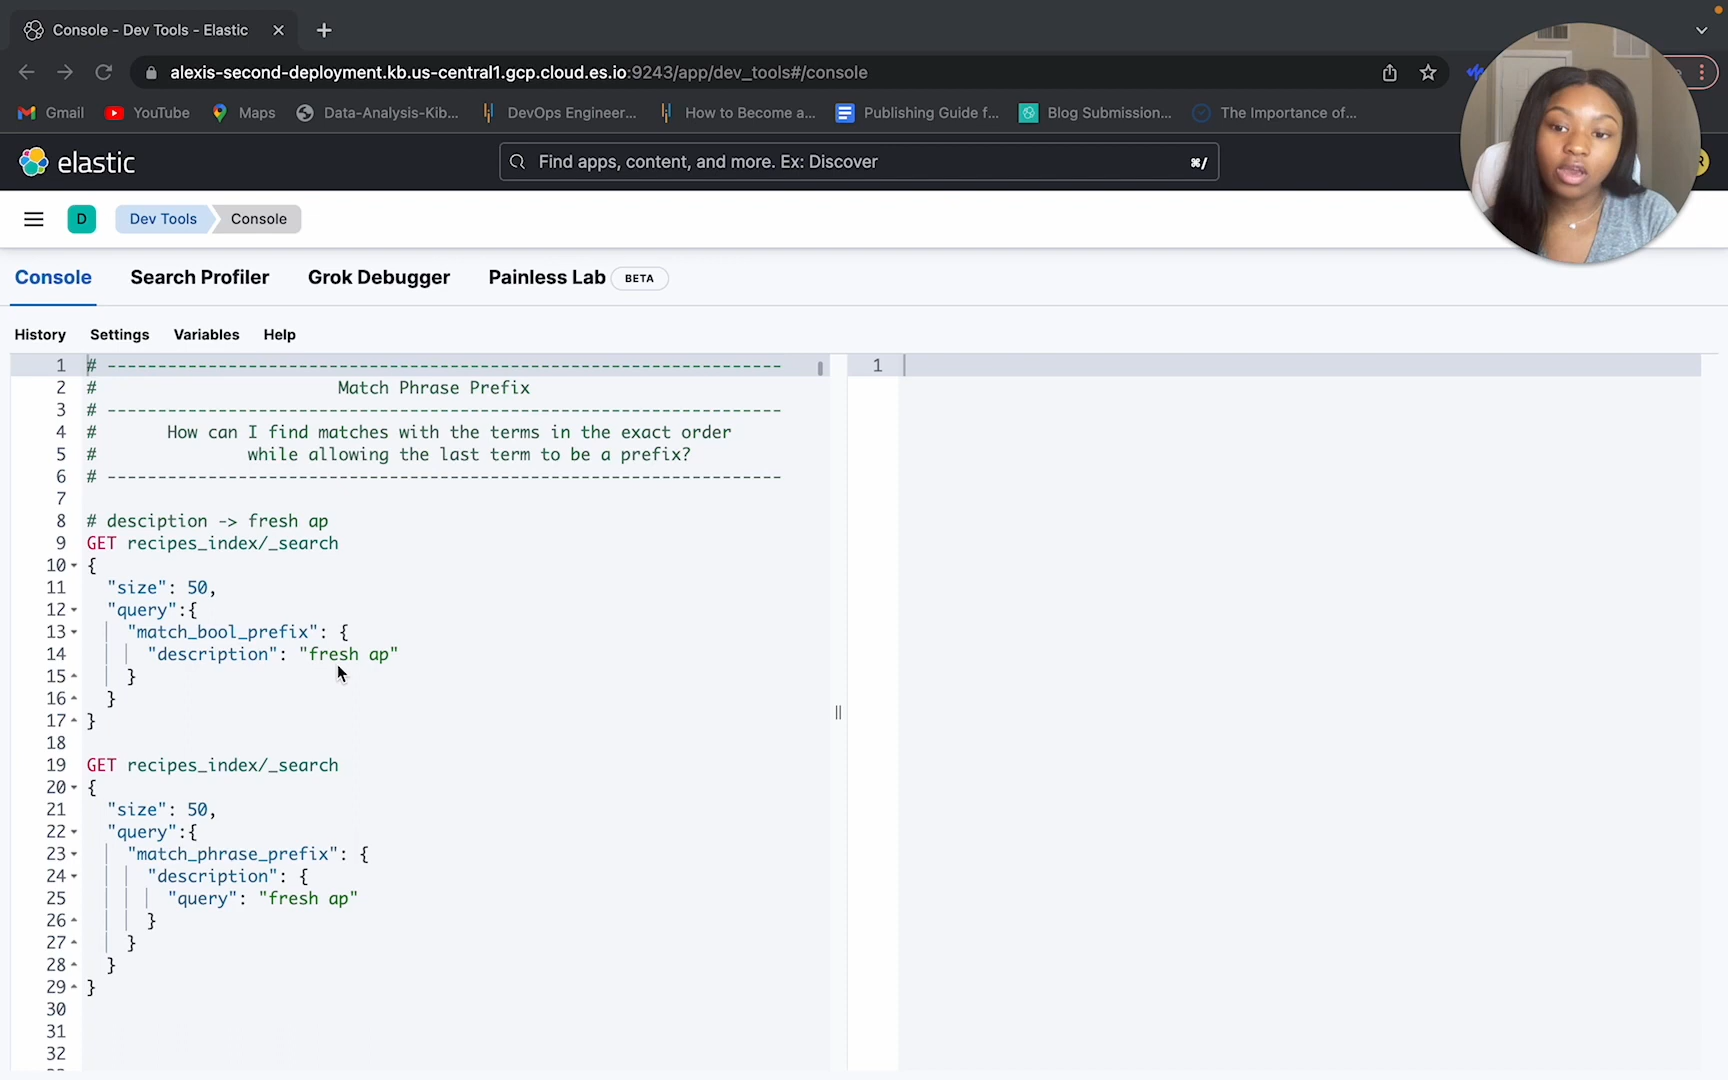 Console - Dev Tools - Elastic
alexis-second-deployment.kb.us-central1.gcp.cloud.es.io:9243/app/dev_tools#/console
Gmail YouTube Maps Data-Analysis-Kib... DevOps Engineer... How to Become a... Publishing Guide f... Blog Submission... The Importance of...
elastic
Find apps, content, and more. Ex: Discover ⌘/
R
D Dev Tools Console
Console Search Profiler Grok Debugger Painless Lab BETA
History Settings Variables Help
1 # -------------------------------------------------------------------
2 # Match Phrase Prefix
3 # -------------------------------------------------------------------
4 # How can I find matches with the terms in the exact order
5 # while allowing the last term to be a prefix?
6 # -------------------------------------------------------------------
7
8 # desciption -> fresh ap
9 GET recipes_index/_search
10 {
11 "size": 50,
12 "query":{
13 "match_bool_prefix": {
14 "description": "fresh ap"
15 }
16 }
17 }
18
19 GET recipes_index/_search
20 {
21 "size": 50,
22 "query":{
23 "match_phrase_prefix": {
24 "description": {
25 "query": "fresh ap"
26 }
27 }
28 }
29 }
30
31
32
1